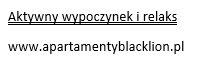 Aktywny wypoczynek i relaks
www.apartamentyblacklion.pl